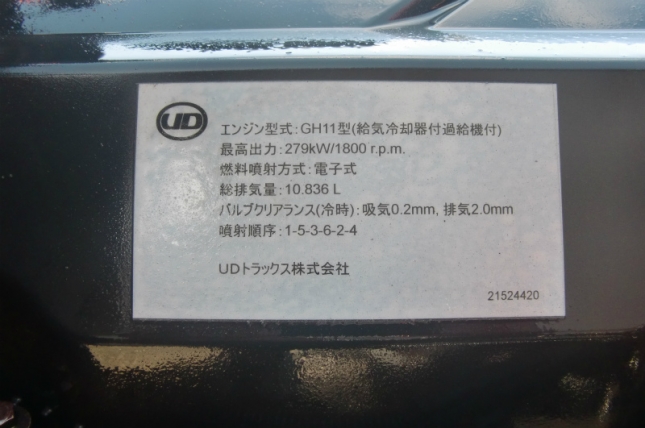 UD
エンジン型式:GH11型(給気冷却器付過給機付)
最高出力:279kW/1800 r.p.m.
燃料噴射方式:電子式
総排気量:10.836 L
バルブクリアランス(冷時):吸気0.2mm, 排気2.0mm
噴射順序:1-5-3-6-2-4
UDトラックス株式会社
21524420